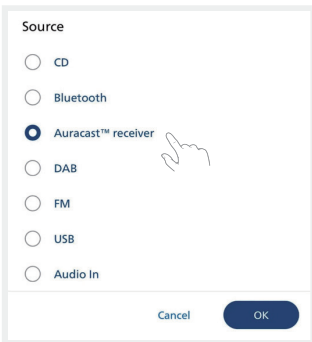 Source
CD
Bluetooth
Auracast™ receiver
DAB
FM
USB
Audio In
Cancel OK